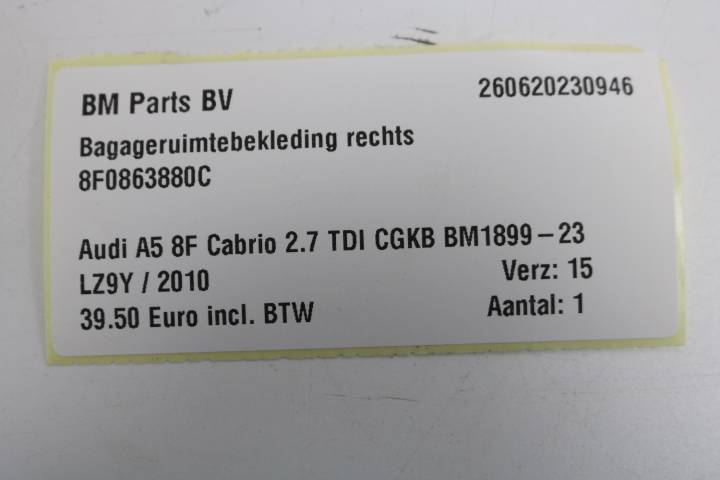 BM Parts BV 260620230946
Bagageruimtebekleding rechts
8F0863880C
Audi A5 8F Cabrio 2.7 TDI CGKB BM1899-23
LZ9Y / 2010 Verz: 15
39.50 Euro incl. BTW Aantal: 1